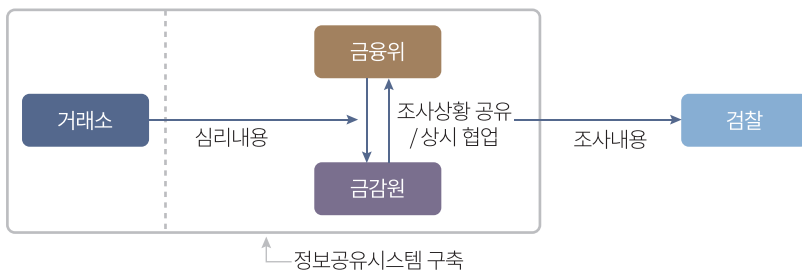 금융위
거래소
심리내용
조사상황 공유
/ 상시 협업
조사내용
검찰
금감원
정보공유시스템 구축